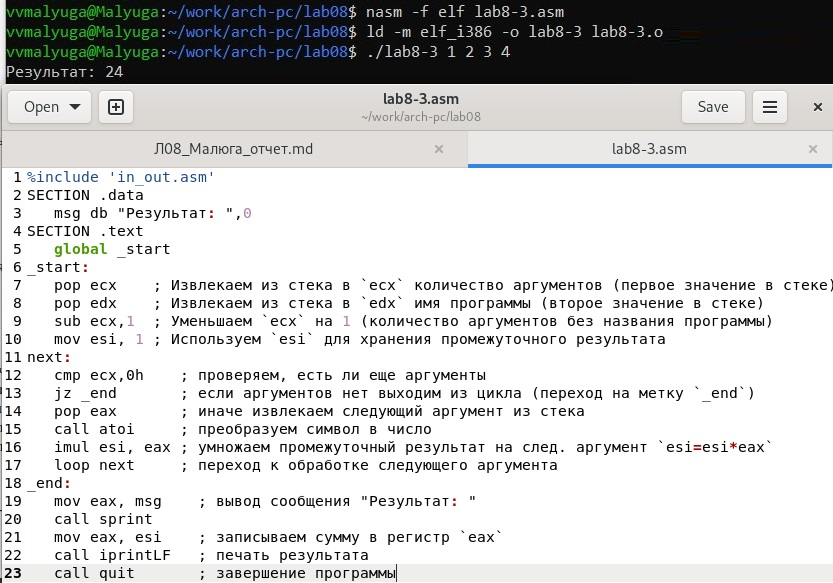 vvmalyuga@Malyuga:~/work/arch-pc/lab08$ nasm -f elf lab8-3.asm
vvmalyuga@Malyuga:~/work/arch-pc/lab08$ ld -m elf_i386 -o lab8-3 lab8-3.o
vvmalyuga@Malyuga:~/work/arch-pc/lab08$ ./lab8-3 1 2 3 4
Результат: 24
Open
lab8-3.asm
~/work/arch-pc/lab08
Save
Л08_Малюга_отчет.md
lab8-3.asm
1 %include 'in_out.asm'
2 SECTION .data
3    msg db "Результат: ",0
4 SECTION .text
5    global _start
6 _start:
7    pop ecx    ; Извлекаем из стека в `ecx` количество аргументов (первое значение в стеке)
8    pop edx    ; Извлекаем из стека в `edx` имя программы (второе значение в стеке)
9    sub ecx,1  ; Уменьшаем `ecx` на 1 (количество аргументов без названия программы)
10    mov esi, 1 ; Используем `esi` для хранения промежуточного результата
11 next:
12    cmp ecx,0h    ; проверяем, есть ли еще аргументы
13    jz _end       ; если аргументов нет выходим из цикла (переход на метку `_end`)
14    pop eax       ; иначе извлекаем следующий аргумент из стека
15    call atoi     ; преобразуем символ в число
16    imul esi, eax ; умножаем промежуточный результат на след. аргумент `esi=esi*eax`
17    loop next     ; переход к обработке следующего аргумента
18 _end:
19    mov eax, msg    ; вывод сообщения "Результат: "
20    call sprint
21    mov eax, esi    ; записываем сумму в регистр `eax`
22    call iprintLF   ; печать результата
23    call quit       ; завершение программы